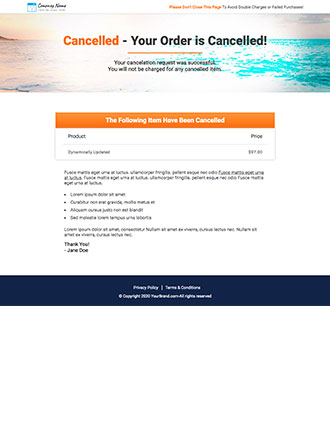 Company Name
Please Don't Close This Page To Avoid Double Charges or Failed Purchases!
Cancelled - Your Order is Cancelled!
Your cancelation request was successful.
You will not be charged for any cancelled item.
The Following Item Have Been Cancelled
Product Price
Dynamically Updated $97.00
Fusce mattis eget urna at luctus. ullamcorper fringilla. pellen esque Fusce mattis eget urna
at luctus. Fusce mattis eget urna at luctus. ullamcorper fringilla. pellen esque Fusce mattis eget
urna at luctus.
Lorem ipsum dolor sit amet
Curabitur non erat gravida, mollis metus et
Aliquam cursus justo non est blandit
Sed molestie lorem tempus urna lobortis
Lorem ipsum dolor sit amet, consectetur Nullam sit amet ex viverra, cursus lectus nec. Nullam sit
amet ex viverra, cursus lectus nec.
Thank You!
- Jane Doe
Privacy Policy | Terms & Conditions
© Copyright 2020 YourBrand.com-All rights reserved